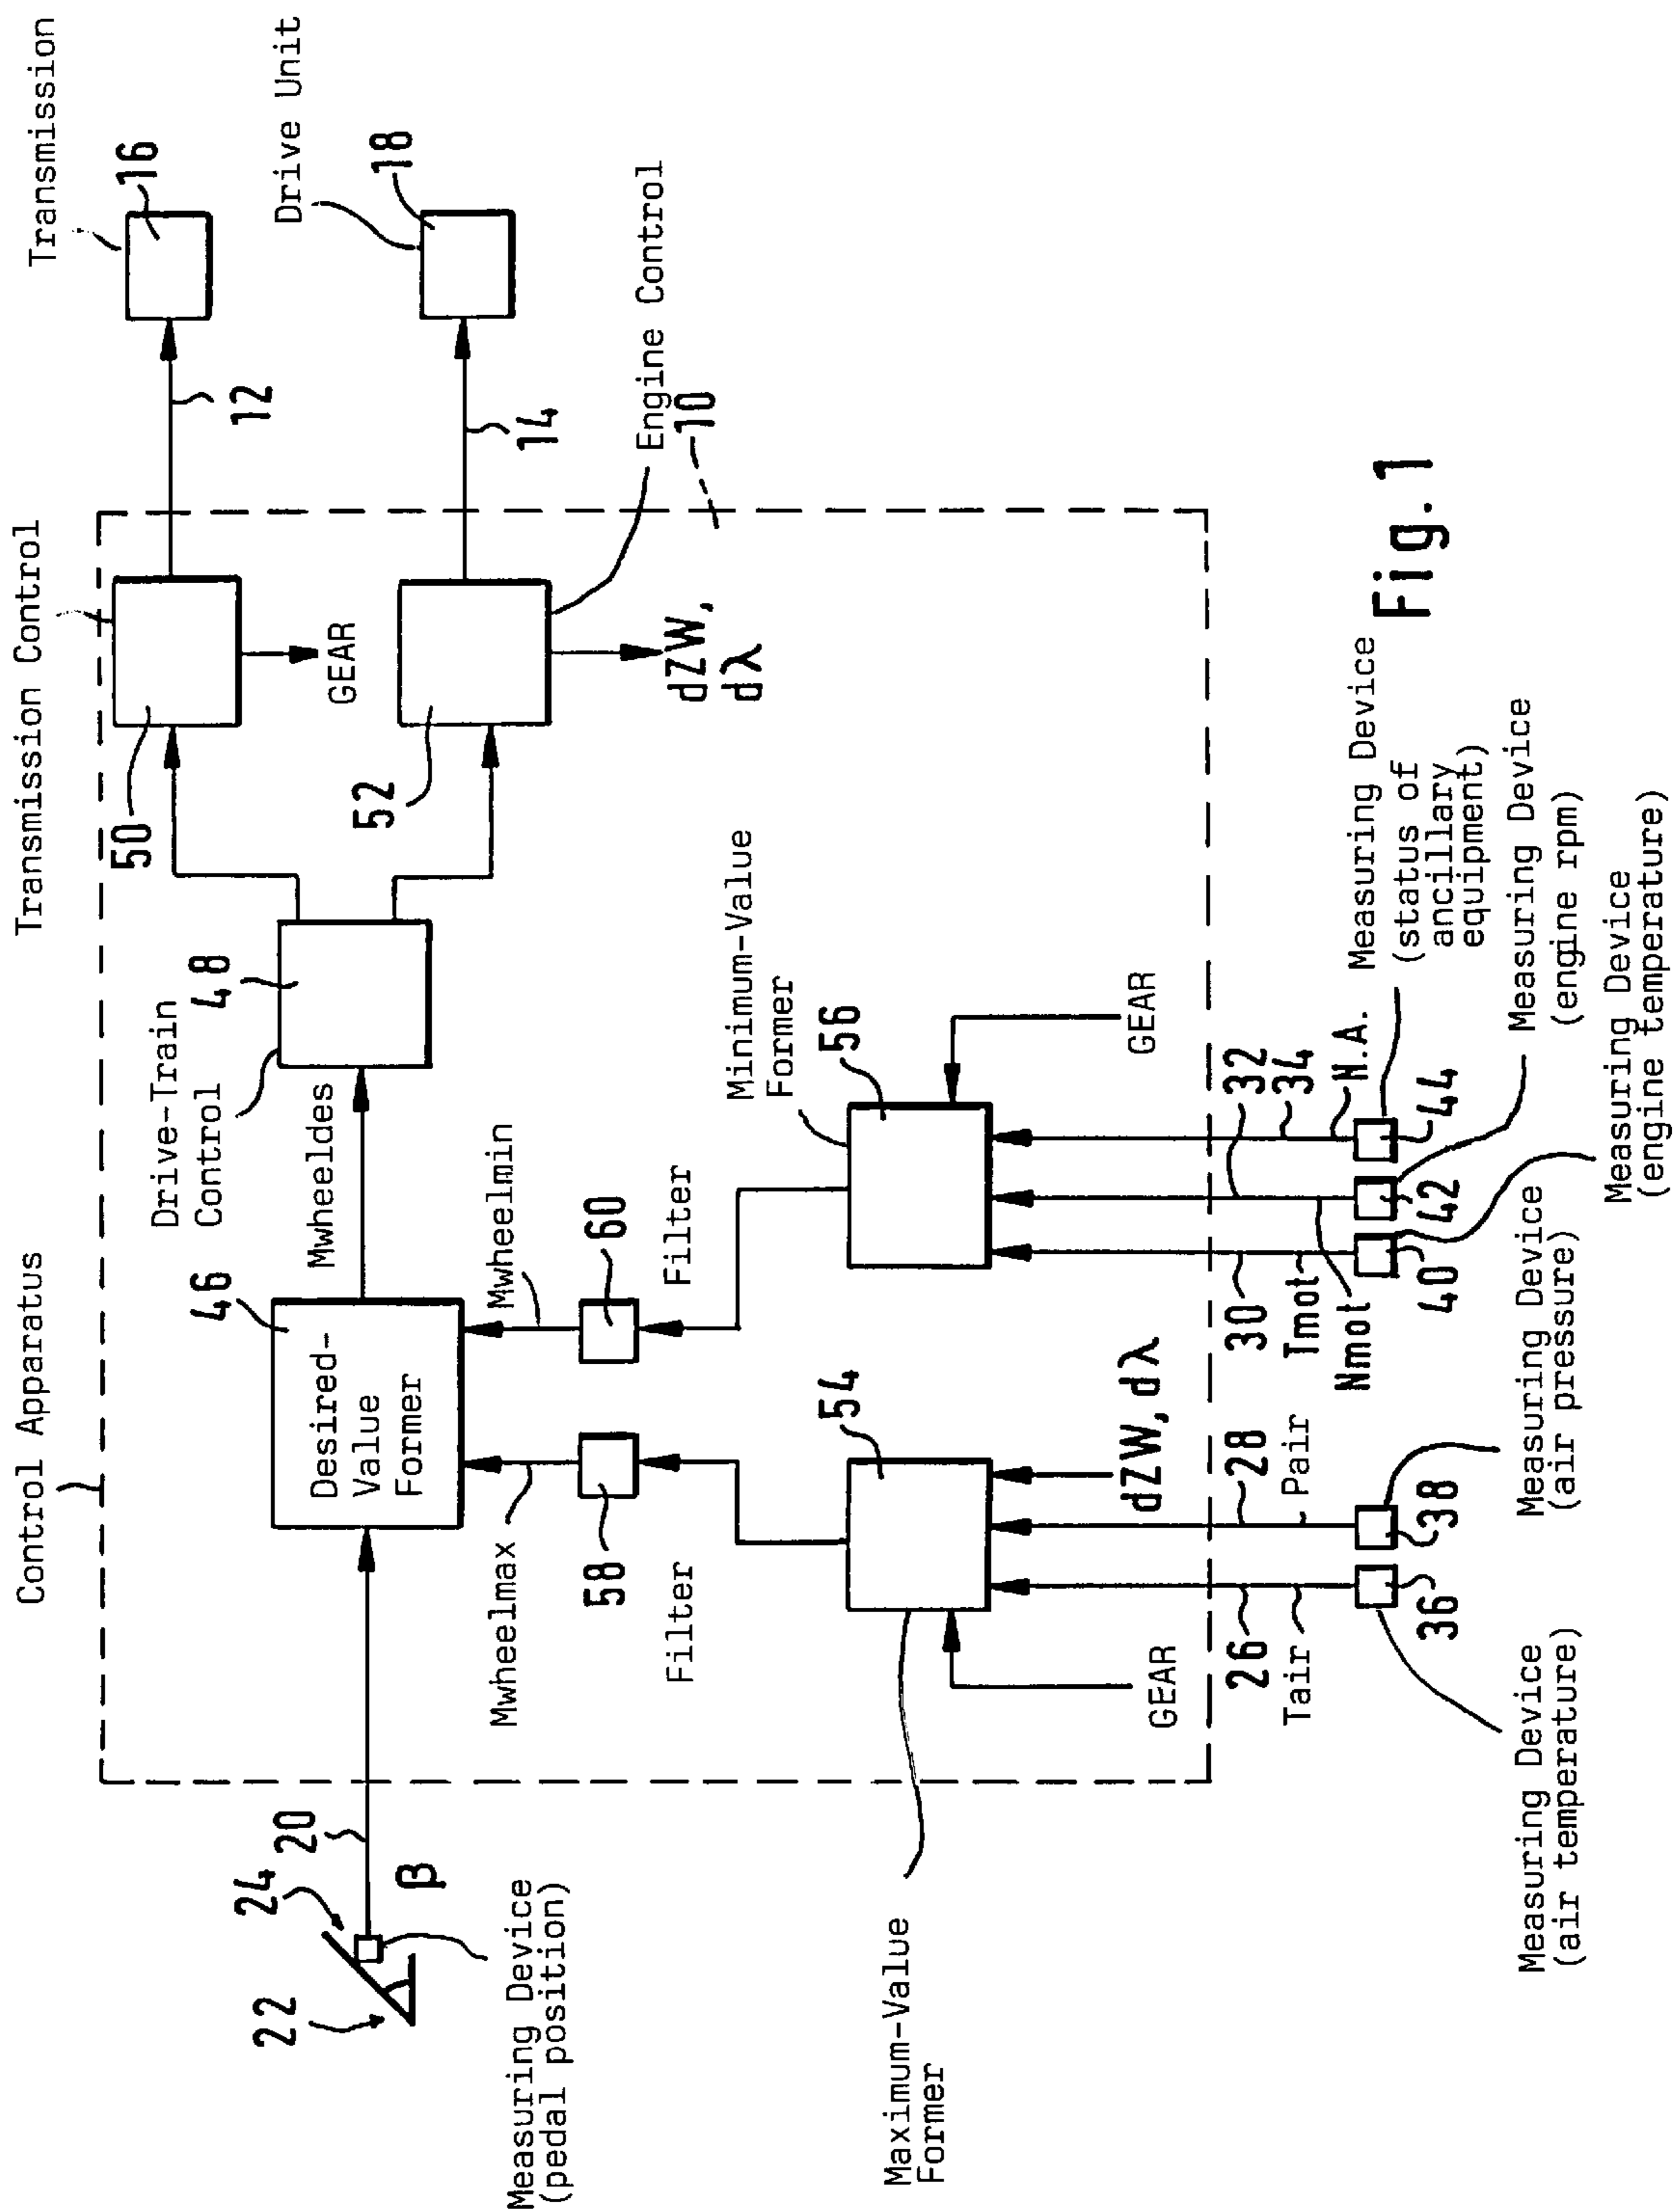 Control Apparatus
Transmission Control
Transmission
16
Drive Unit
18
12
14
Engine Control
10
50
GEAR
52
dZW,
dλ
Drive-Train
Control
48
Mwheeldes
46
Desired-
Value
Former
22
24
20
β
Measuring Device
(pedal position)
Mwheelmax
Mwheelmin
58
Filter
60
Filter
Minimum-Value
Former
56
GEAR
54
dZW, dλ
GEAR
Maximum-Value
Former
26
Tair
28
Pair
30
Tmot
Nmot
32
34
N.A.
36
38
40
42
44
Measuring Device
(air temperature)
Measuring Device
(air pressure)
Measuring Device
(engine temperature)
Measuring Device
(engine rpm)
Measuring Device
(status of
ancillary
equipment)
Fig. 1